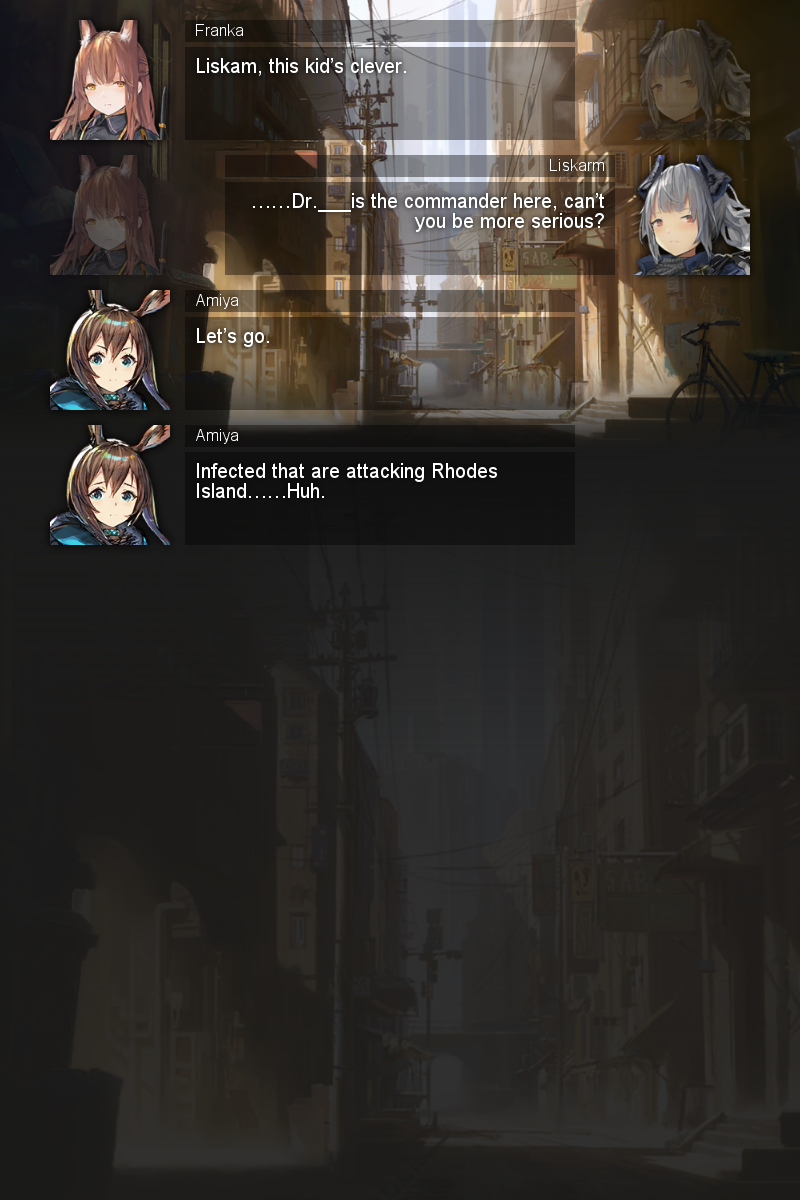 Franka
Liskam, this kid's clever.
Liskarm
……Dr.___is the commander here, can't
you be more serious?
Amiya
Let's go.
Amiya
Infected that are attacking Rhodes
Island……Huh.